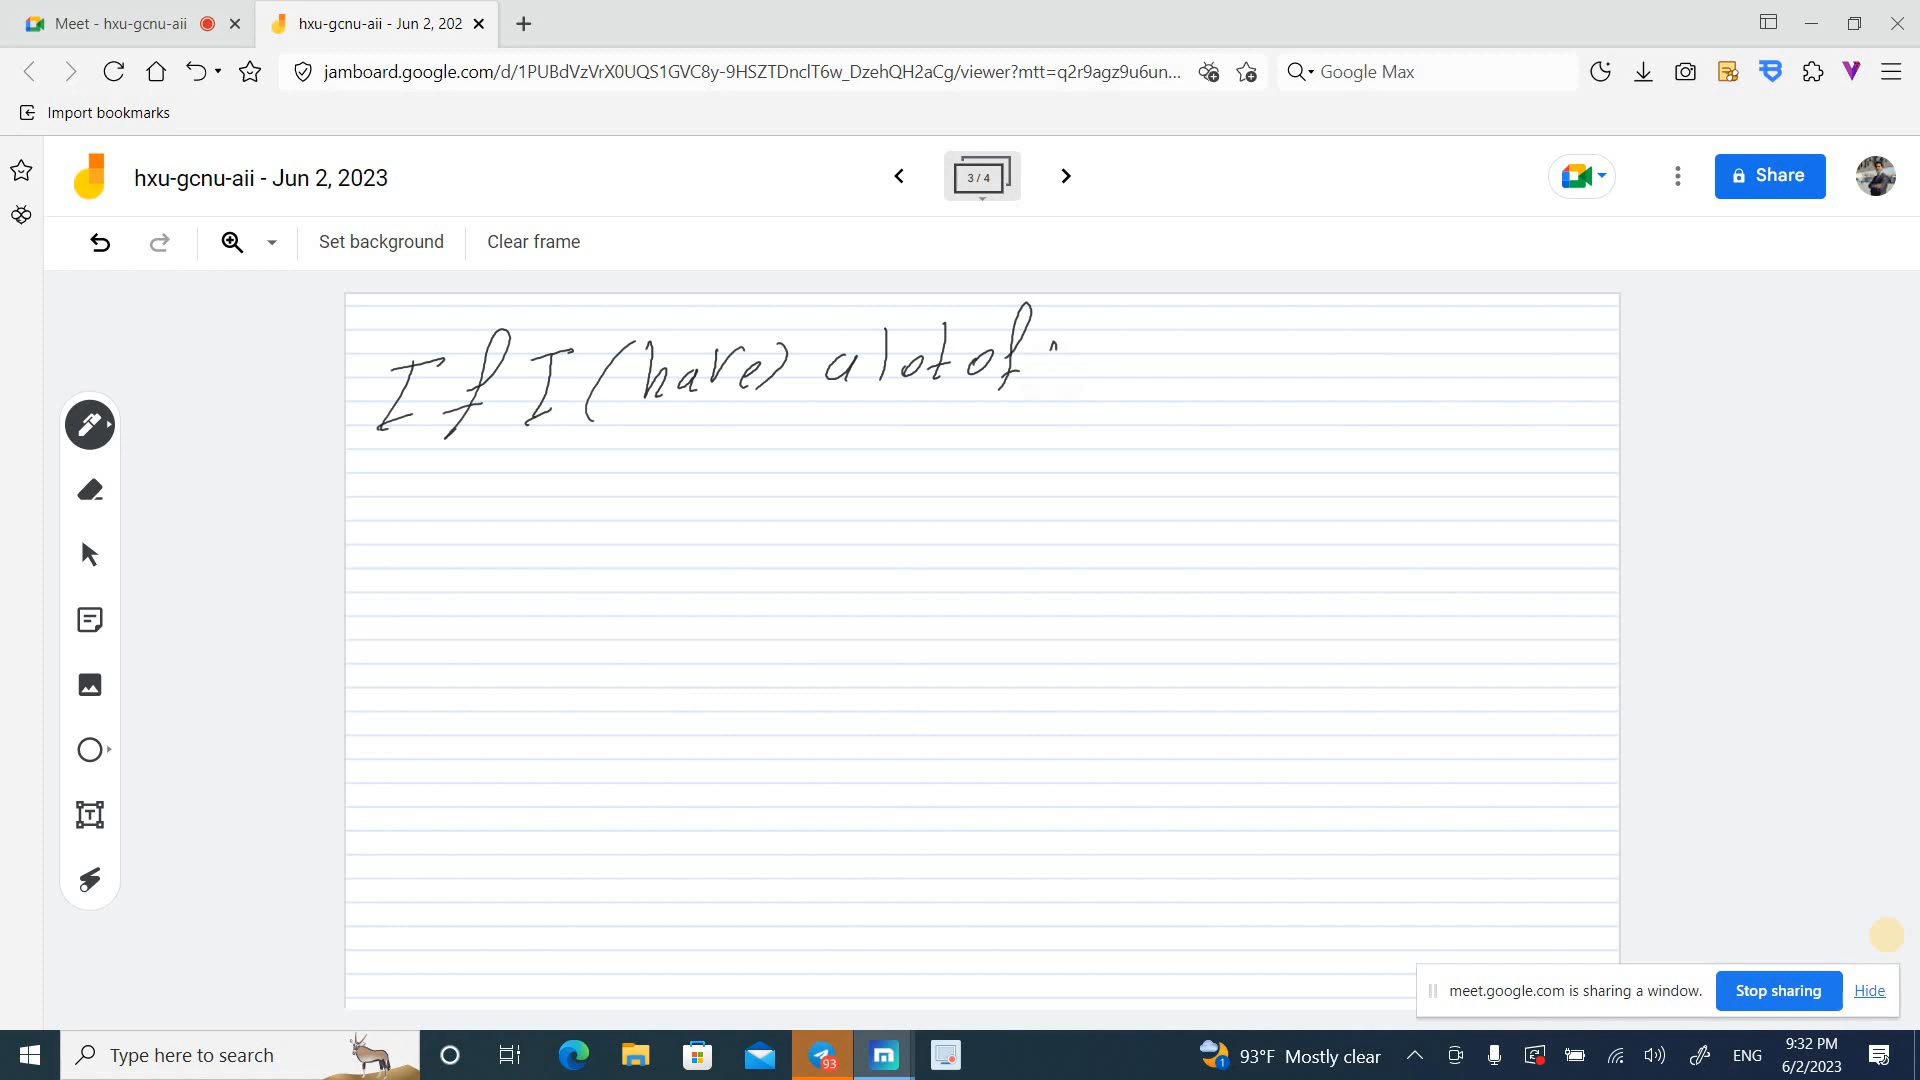 Meet - hxu-gcnu-aii
hxu-gcnu-aii - Jun 2, 202
jamboard.google.com/d/1PUBdVzVrX0UQS1GVC8y-9HSZTDnclT6w_DzehQH2aCg/viewer?mtt=q2r9agz9u6un...
Google Max
Import bookmarks
hxu-gcnu-aii - Jun 2, 2023
3 / 4
Share
Set background
Clear frame
If I (have) a lot of
meet.google.com is sharing a window.
Stop sharing
Hide
Type here to search
93
1
93°F Mostly clear
ENG
9:32 PM
6/2/2023